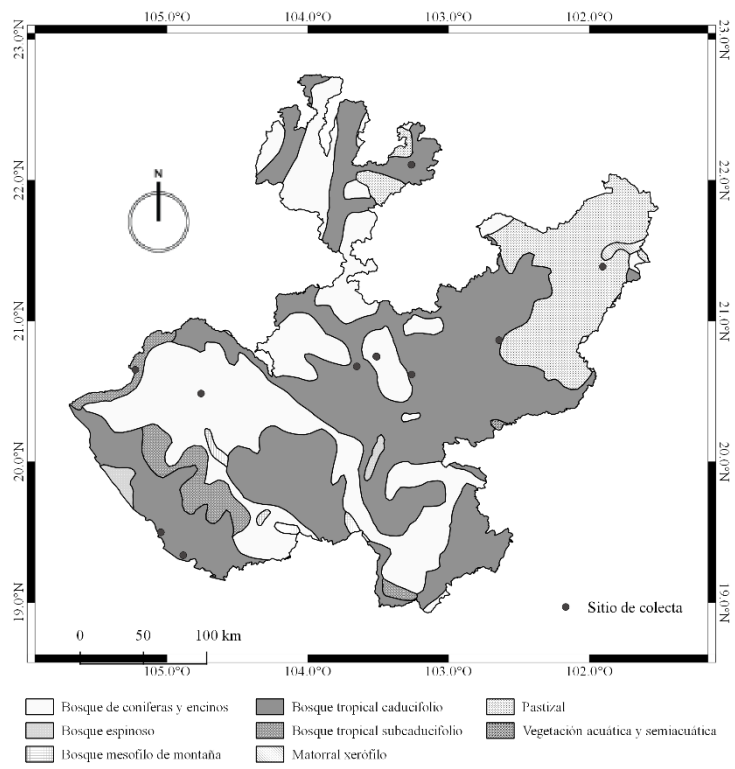 105.0°O 104.0°O 103.0°O 102.0°O
23.0°N 23.0°N
N
22.0°N 22.0°N
21.0°N 21.0°N
20.0°N 20.0°N
19.0°N 19.0°N
Sitio de colecta
0 50 100 km
105.0°O 104.0°O 103.0°O 102.0°O
Bosque de coniferas y encinos Bosque tropical caducifolio Pastizal
Bosque espinoso Bosque tropical subcaducifolio Vegetación acuática y semiacuática
Bosque mesofilo de montaña Matorral xerófilo